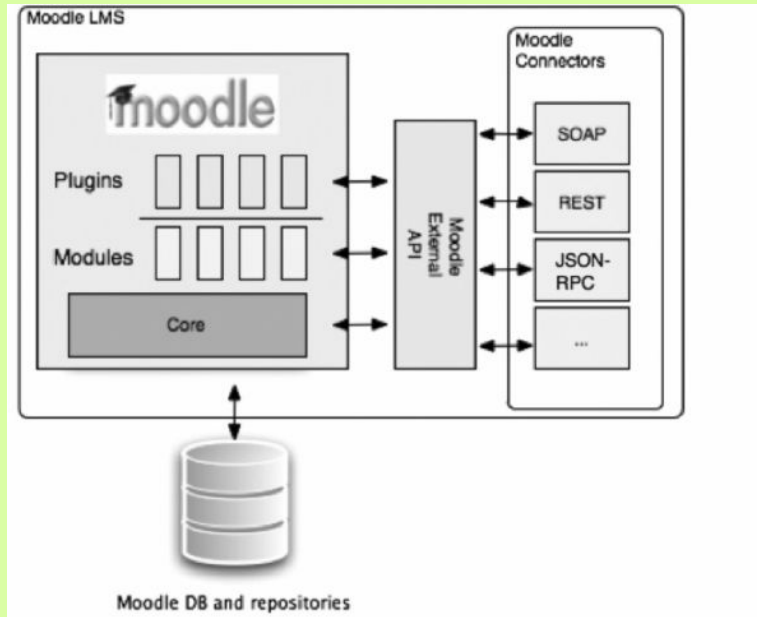 Moodle LMS
moodle
Plugins
Modules
Core
Moodle
External
API
Moodle
Connectors
SOAP
REST
JSON-
RPC
...
Moodle DB and repositories